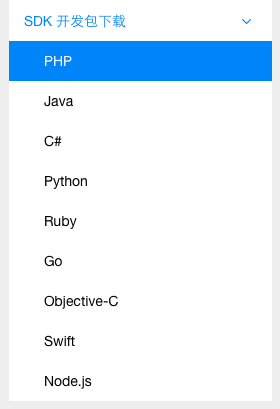 SDK 开发包下载
PHP
Java
C#
Python
Ruby
Go
Objective-C
Swift
Node.js